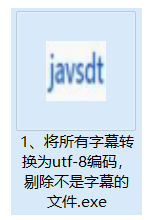 javsdt
1、将所有字幕转
换为utf-8编码，
剔除不是字幕的
文件.exe